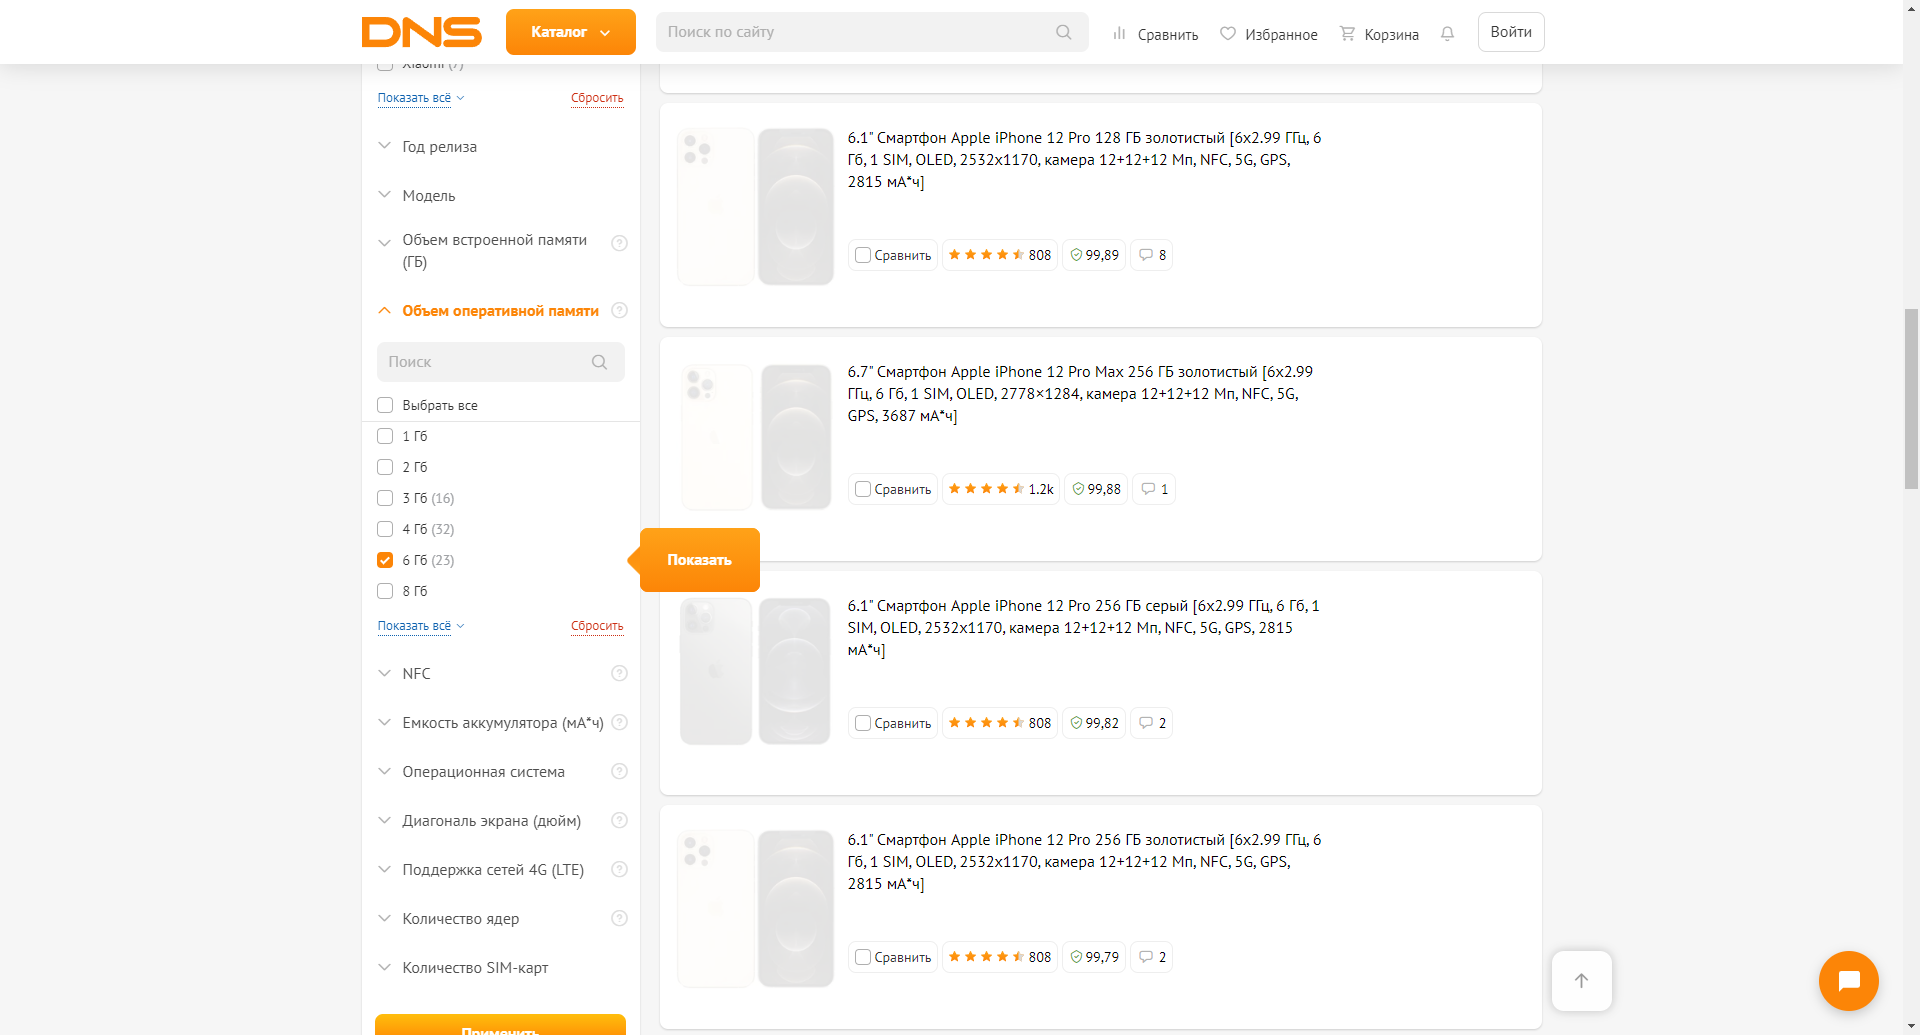 DNS
Каталог
Поиск по сайту
Сравнить
Избранное
Корзина
Войти
Xiaomi (7)
Показать всё
Сбросить
Год релиза
Модель
Объем встроенной памяти
(ГБ)
Объем оперативной памяти
Поиск
Выбрать все
1 Гб
2 Гб
3 Гб (16)
4 Гб (32)
6 Гб (23)
8 Гб
Показать всё
Сбросить
Показать
NFC
Емкость аккумулятора (мА*ч)
Операционная система
Диагональ экрана (дюйм)
Поддержка сетей 4G (LTE)
Количество ядер
Количество SIM-карт
Применить
6.1" Смартфон Apple iPhone 12 Pro 128 ГБ золотистый [6x2.99 ГГц, 6
Гб, 1 SIM, OLED, 2532x1170, камера 12+12+12 Мп, NFC, 5G, GPS,
2815 мА*ч]
Сравнить 808 99,89 8
6.7" Смартфон Apple iPhone 12 Pro Max 256 ГБ золотистый [6x2.99
ГГц, 6 Гб, 1 SIM, OLED, 2778×1284, камера 12+12+12 Мп, NFC, 5G,
GPS, 3687 мА*ч]
Сравнить 1.2k 99,88 1
6.1" Смартфон Apple iPhone 12 Pro 256 ГБ серый [6x2.99 ГГц, 6 Гб, 1
SIM, OLED, 2532x1170, камера 12+12+12 Мп, NFC, 5G, GPS, 2815
мА*ч]
Сравнить 808 99,82 2
6.1" Смартфон Apple iPhone 12 Pro 256 ГБ золотистый [6x2.99 ГГц, 6
Гб, 1 SIM, OLED, 2532x1170, камера 12+12+12 Мп, NFC, 5G, GPS,
2815 мА*ч]
Сравнить 808 99,79 2